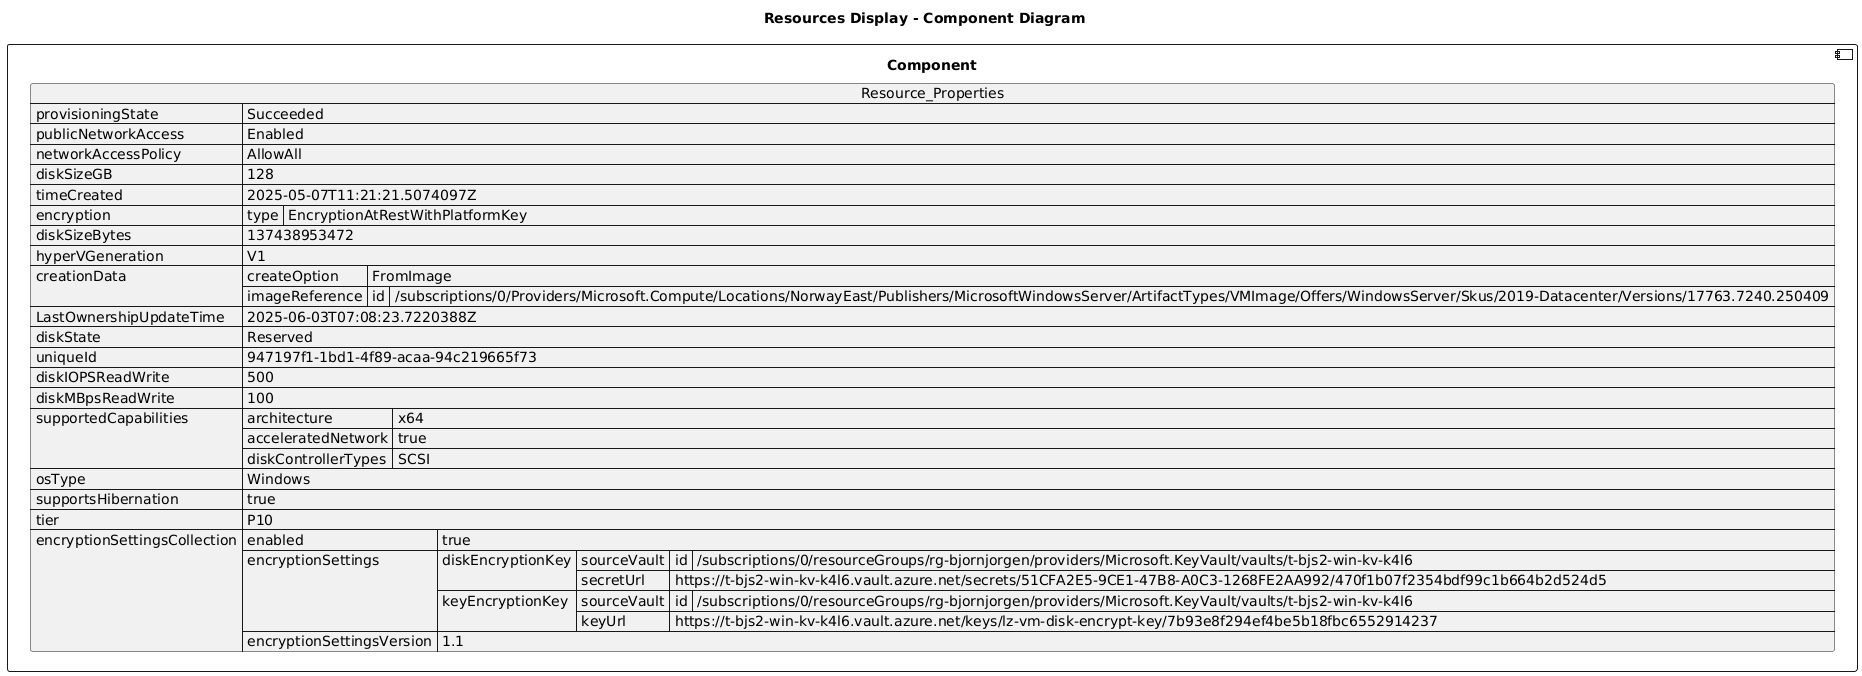 Resources Display - Component Diagram
Component
Resource_Properties
provisioningState Succeeded
publicNetworkAccess Enabled
networkAccessPolicy AllowAll
diskSizeGB 128
timeCreated 2025-05-07T11:21:21.5074097Z
encryption type EncryptionAtRestWithPlatformKey
diskSizeBytes 137438953472
hyperVGeneration V1
creationData createOption FromImage
imageReference id /subscriptions/0/Providers/Microsoft.Compute/Locations/NorwayEast/Publishers/MicrosoftWindowsServer/ArtifactTypes/VMImage/Offers/WindowsServer/Skus/2019-Datacenter/Versions/17763.7240.250409
LastOwnershipUpdateTime 2025-06-03T07:08:23.7220388Z
diskState Reserved
uniqueId 947197f1-1bd1-4f89-acaa-94c219665f73
diskIOPSReadWrite 500
diskMBpsReadWrite 100
supportedCapabilities architecture x64
acceleratedNetwork true
diskControllerTypes SCSI
osType Windows
supportsHibernation true
tier P10
encryptionSettingsCollection enabled true
encryptionSettings diskEncryptionKey sourceVault id /subscriptions/0/resourceGroups/rg-bjornjorgen/providers/Microsoft.KeyVault/vaults/t-bjs2-win-kv-k4l6
secretUrl https://t-bjs2-win-kv-k4l6.vault.azure.net/secrets/51CFA2E5-9CE1-47B8-A0C3-1268FE2AA992/470f1b07f2354bdf99c1b664b2d524d5
keyEncryptionKey sourceVault id /subscriptions/0/resourceGroups/rg-bjornjorgen/providers/Microsoft.KeyVault/vaults/t-bjs2-win-kv-k4l6
keyUrl https://t-bjs2-win-kv-k4l6.vault.azure.net/keys/lz-vm-disk-encrypt-key/7b93e8f294ef4be5b18fbc6552914237
encryptionSettingsVersion 1.1